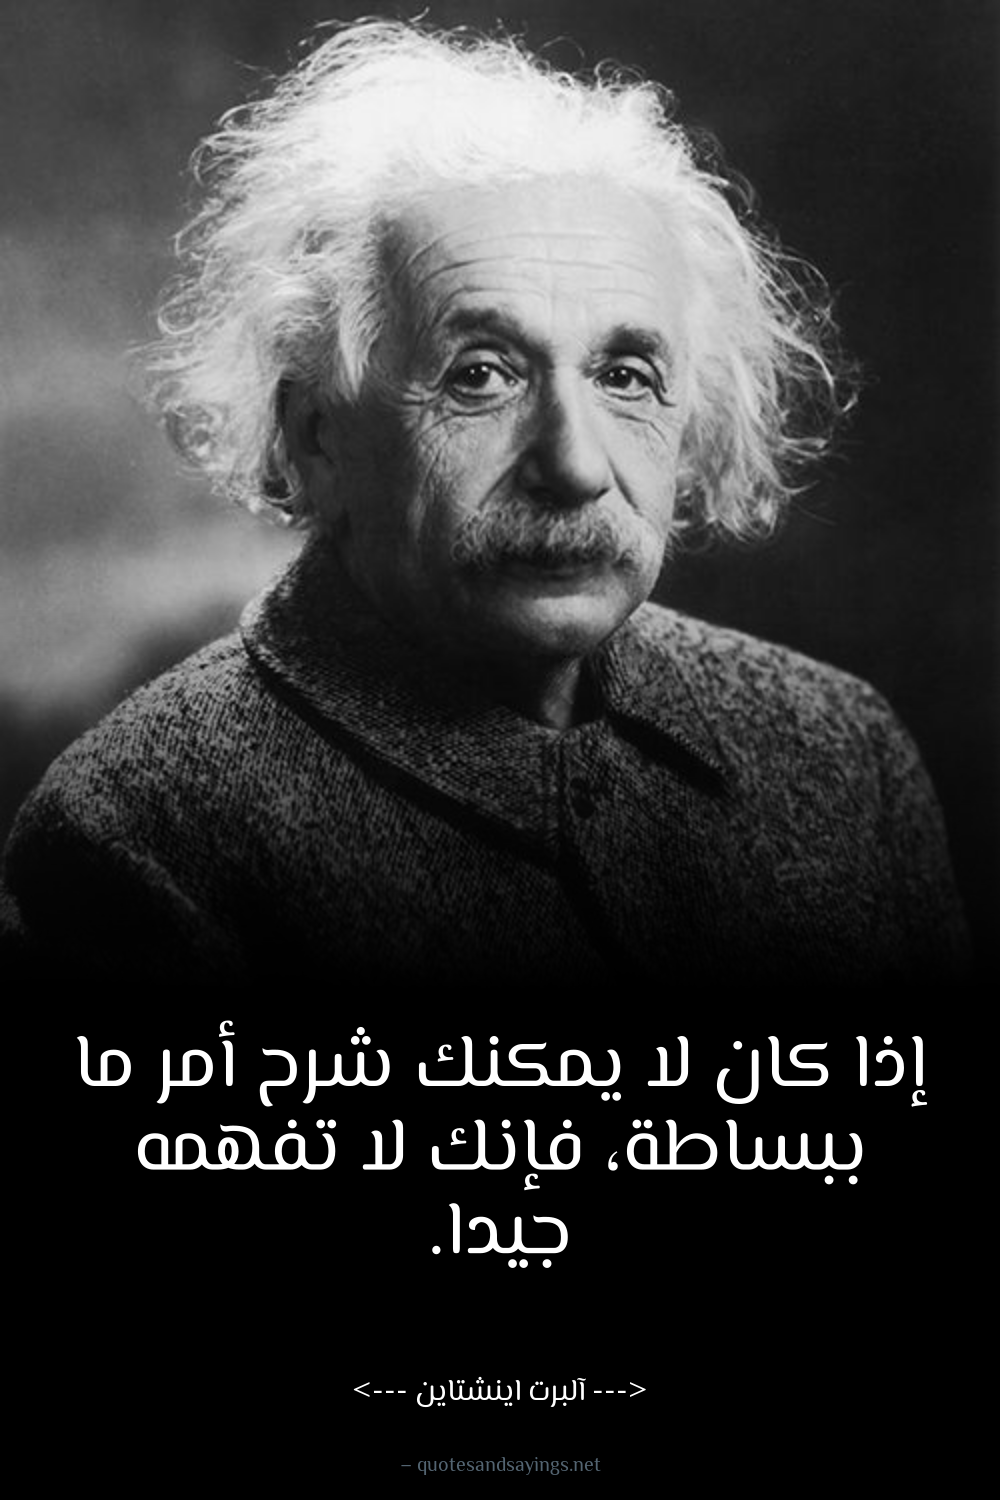 إذا كان لا يمكنك شرح أمر ما
ببساطة، فإنك لا تفهمه
جيدا.
<--- آلبرت اينشتاين --->
– quotesandsayings.net